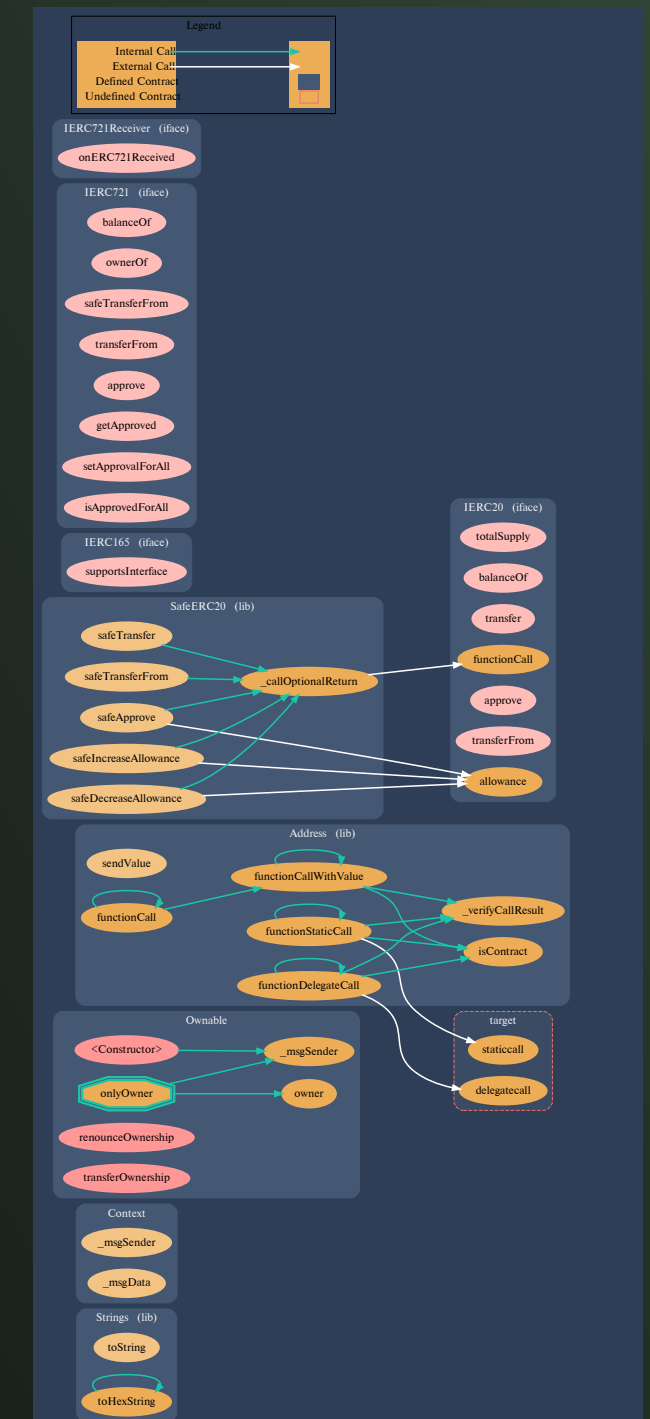 Legend
Internal Call
External Call
Defined Contract
Undefined Contract
IERC721Receiver (iface)
onERC721Received
IERC721 (iface)
balanceOf
ownerOf
safeTransferFrom
transferFrom
approve
getApproved
setApprovalForAll
isApprovedForAll
IERC165 (iface)
supportsInterface
IERC20 (iface)
totalSupply
balanceOf
transfer
functionCall
approve
transferFrom
allowance
SafeERC20 (lib)
safeTransfer
safeTransferFrom
safeApprove
safeIncreaseAllowance
safeDecreaseAllowance
_callOptionalReturn
Address (lib)
sendValue
functionCall
functionCallWithValue
functionStaticCall
functionDelegateCall
_verifyCallResult
isContract
target
staticcall
delegatecall
Ownable
<Constructor>
onlyOwner
renounceOwnership
transferOwnership
_msgSender
owner
Context
_msgSender
_msgData
Strings (lib)
toString
toHexString